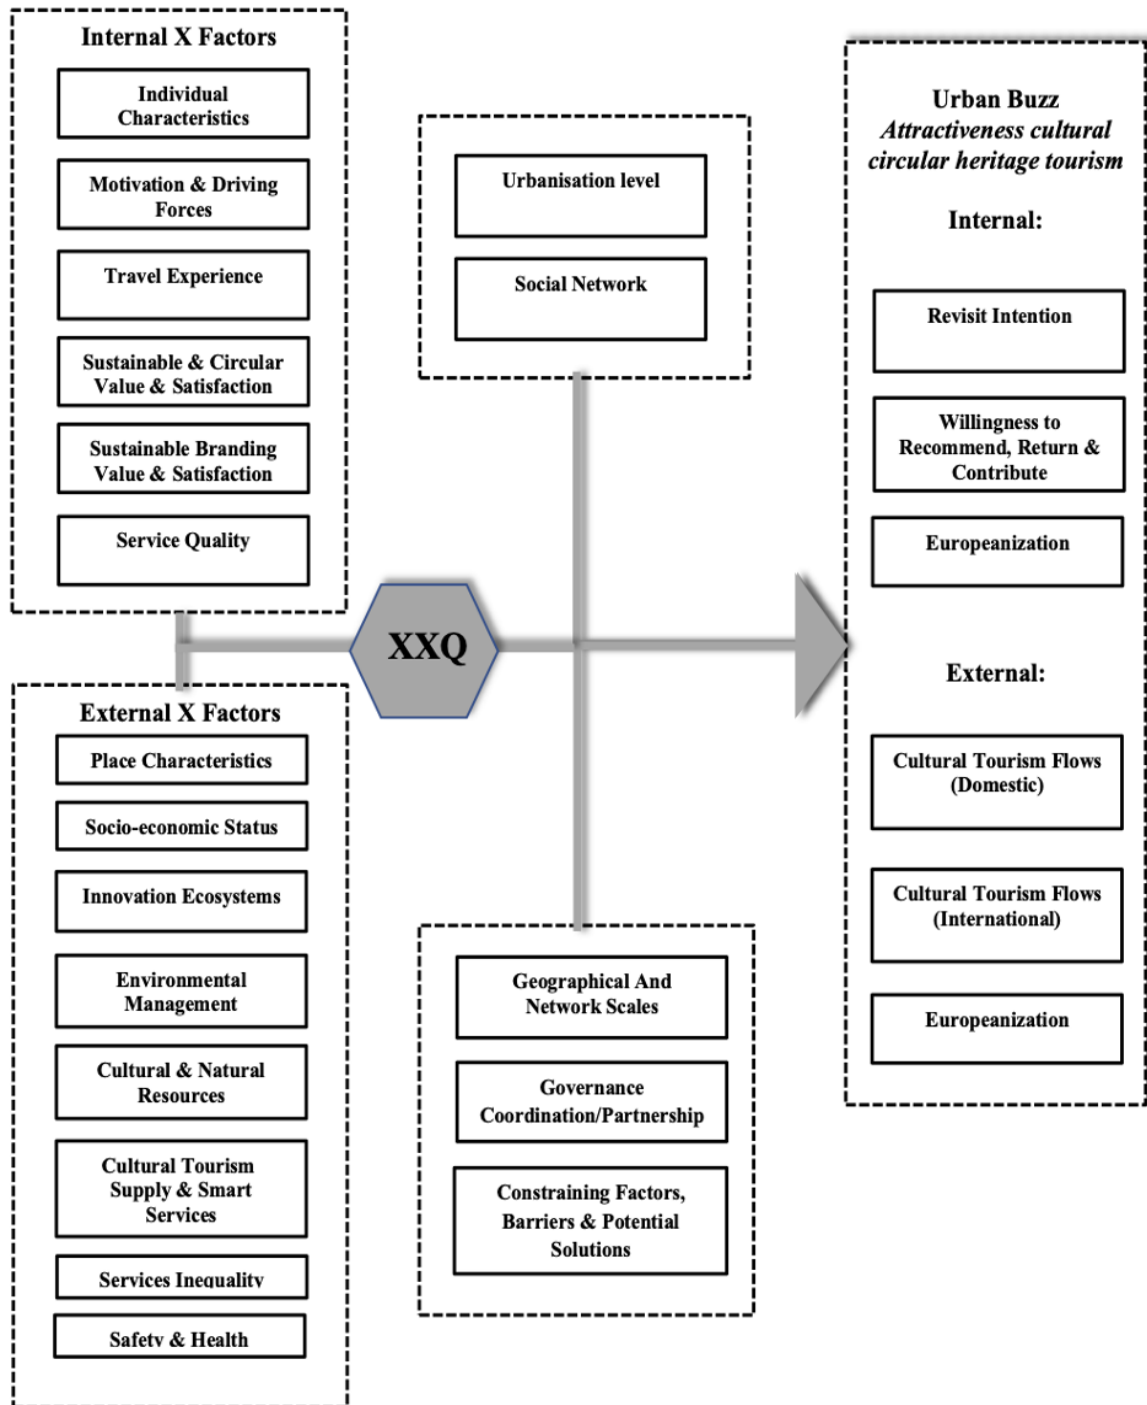 Internal X Factors
Individual
Characteristics
Motivation & Driving
Forces
Travel Experience
Sustainable & Circular
Value & Satisfaction
Sustainable Branding
Value & Satisfaction
Service Quality
External X Factors
Place Characteristics
Socio-economic Status
Innovation Ecosystems
Environmental
Management
Cultural & Natural
Resources
Cultural Tourism
Supply & Smart
Services
Services Inequality
Safety & Health
XXQ
Urbanisation level
Social Network
Geographical And
Network Scales
Governance
Coordination/Partnership
Constraining Factors,
Barriers & Potential
Solutions
Urban Buzz
Attractiveness cultural
circular heritage tourism
Internal:
Revisit Intention
Willingness to
Recommend, Return &
Contribute
Europeanization
External:
Cultural Tourism Flows
(Domestic)
Cultural Tourism Flows
(International)
Europeanization